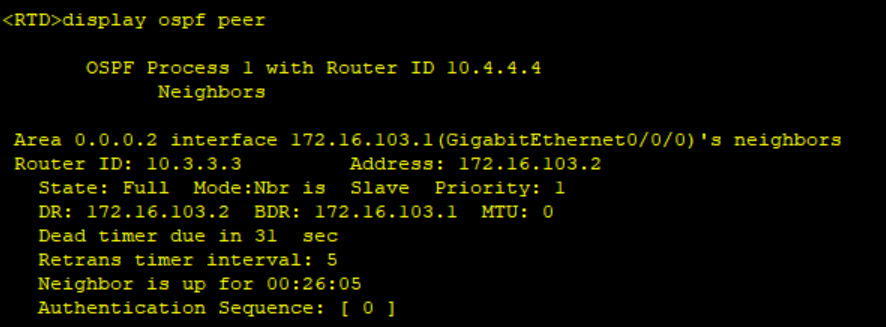 <RTD>display ospf peer
OSPF Process 1 with Router ID 10.4.4.4
Neighbors
Area 0.0.0.2 interface 172.16.103.1(GigabitEthernet0/0/0)'s neighbors
Router ID: 10.3.3.3 Address: 172.16.103.2
State: Full Mode:Nbr is Slave Priority: 1
DR: 172.16.103.2 BDR: 172.16.103.1 MTU: 0
Dead timer due in 31 sec
Retrans timer interval: 5
Neighbor is up for 00:26:05
Authentication Sequence: [ 0 ]